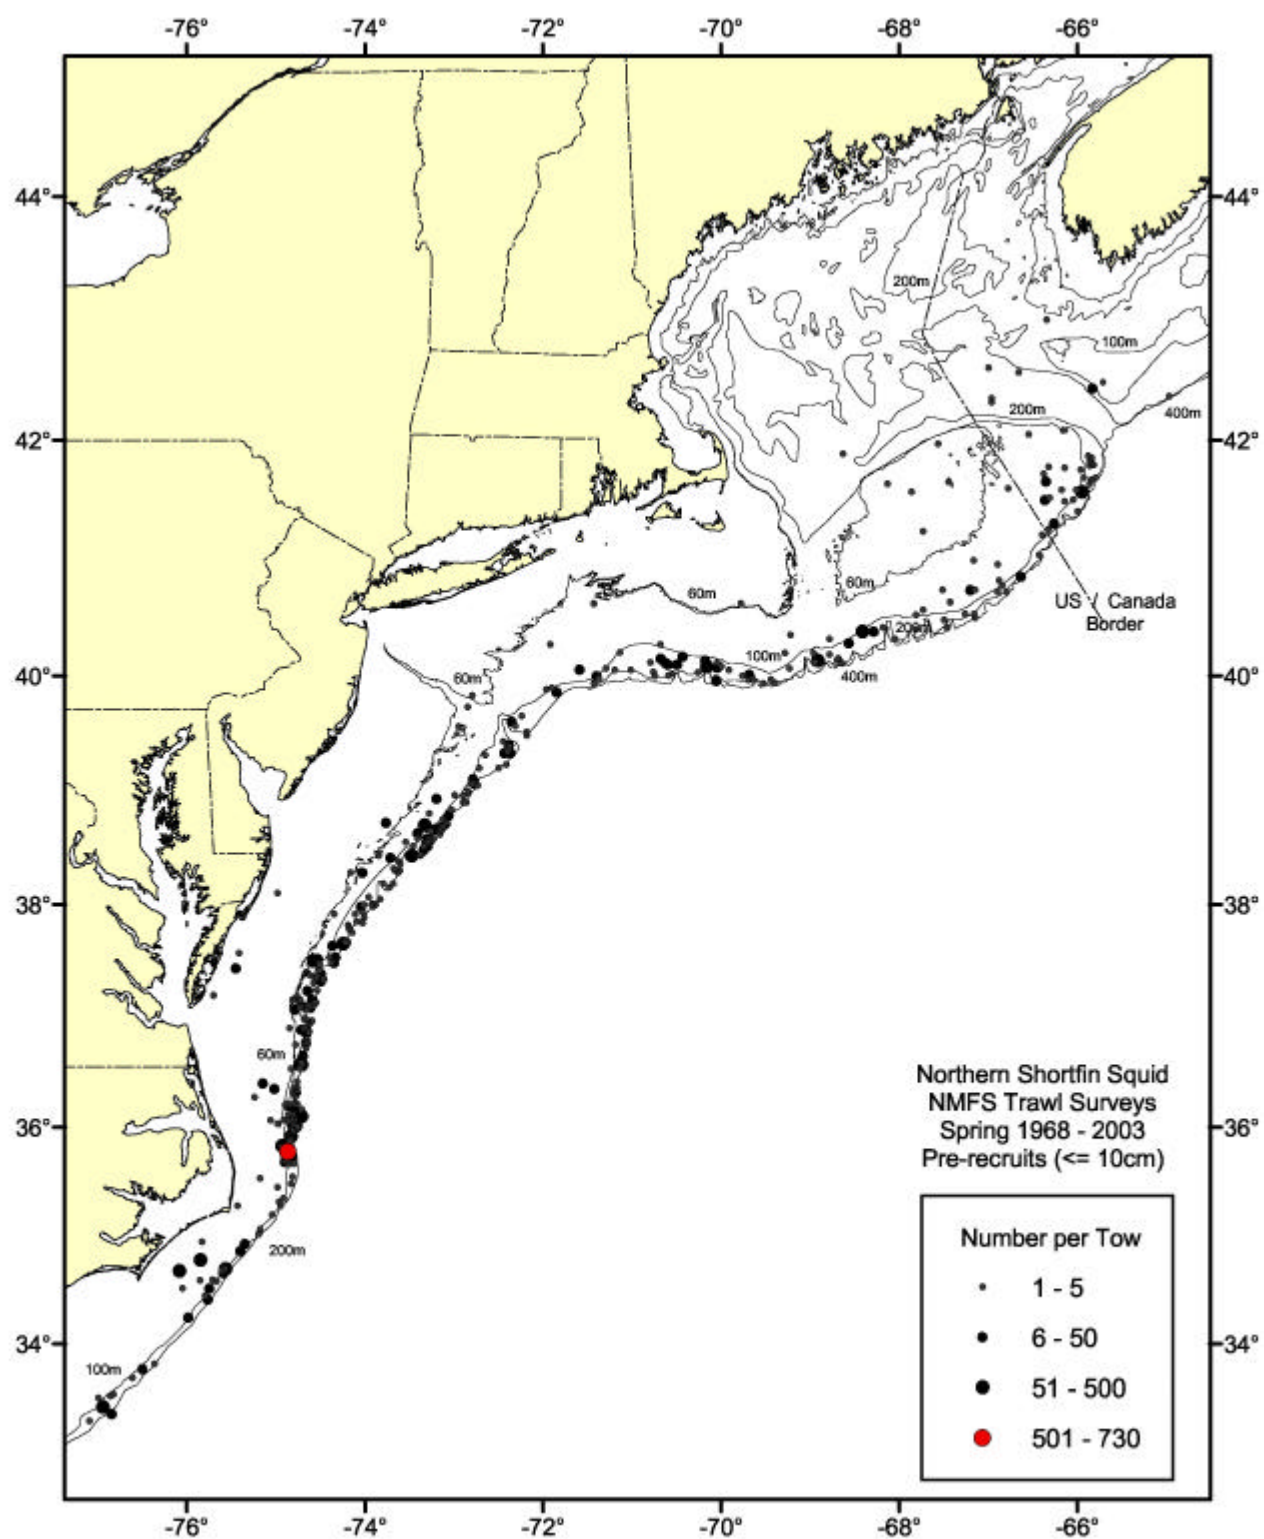 -76° -74° -72° -70° -68° -66°
44° 44°
200m
100m
200m
400m
42° 42°
60m
60m
US / Canada
Border
200m
100m
60m
400m
40° 40°
38° 38°
60m
Northern Shortfin Squid
NMFS Trawl Surveys
Spring 1968 - 2003
Pre-recruits (<= 10cm)
36° 36°
Number per Tow
200m
1 - 5
6 - 50
34° 34°
100m
51 - 500
501 - 730
-76° -74° -72° -70° -68° -66°